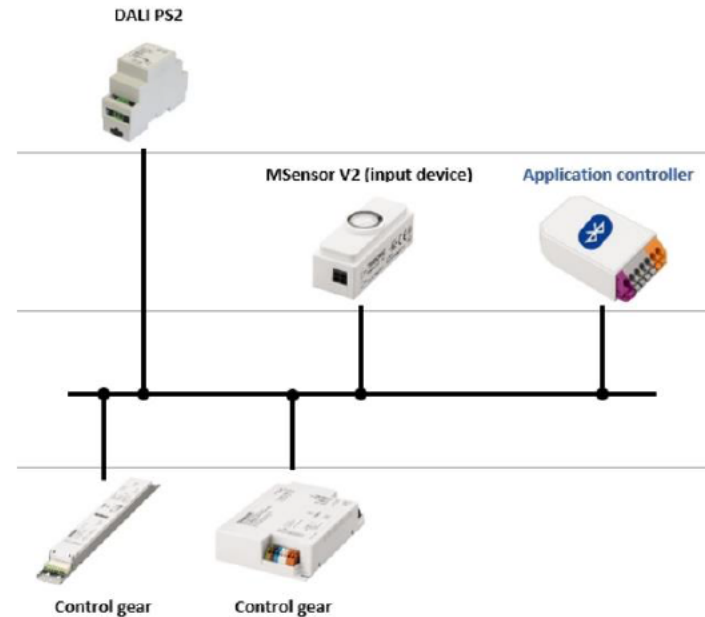 DALI PS2
MSensor V2 (input device)
Application controller
Control gear
Control gear